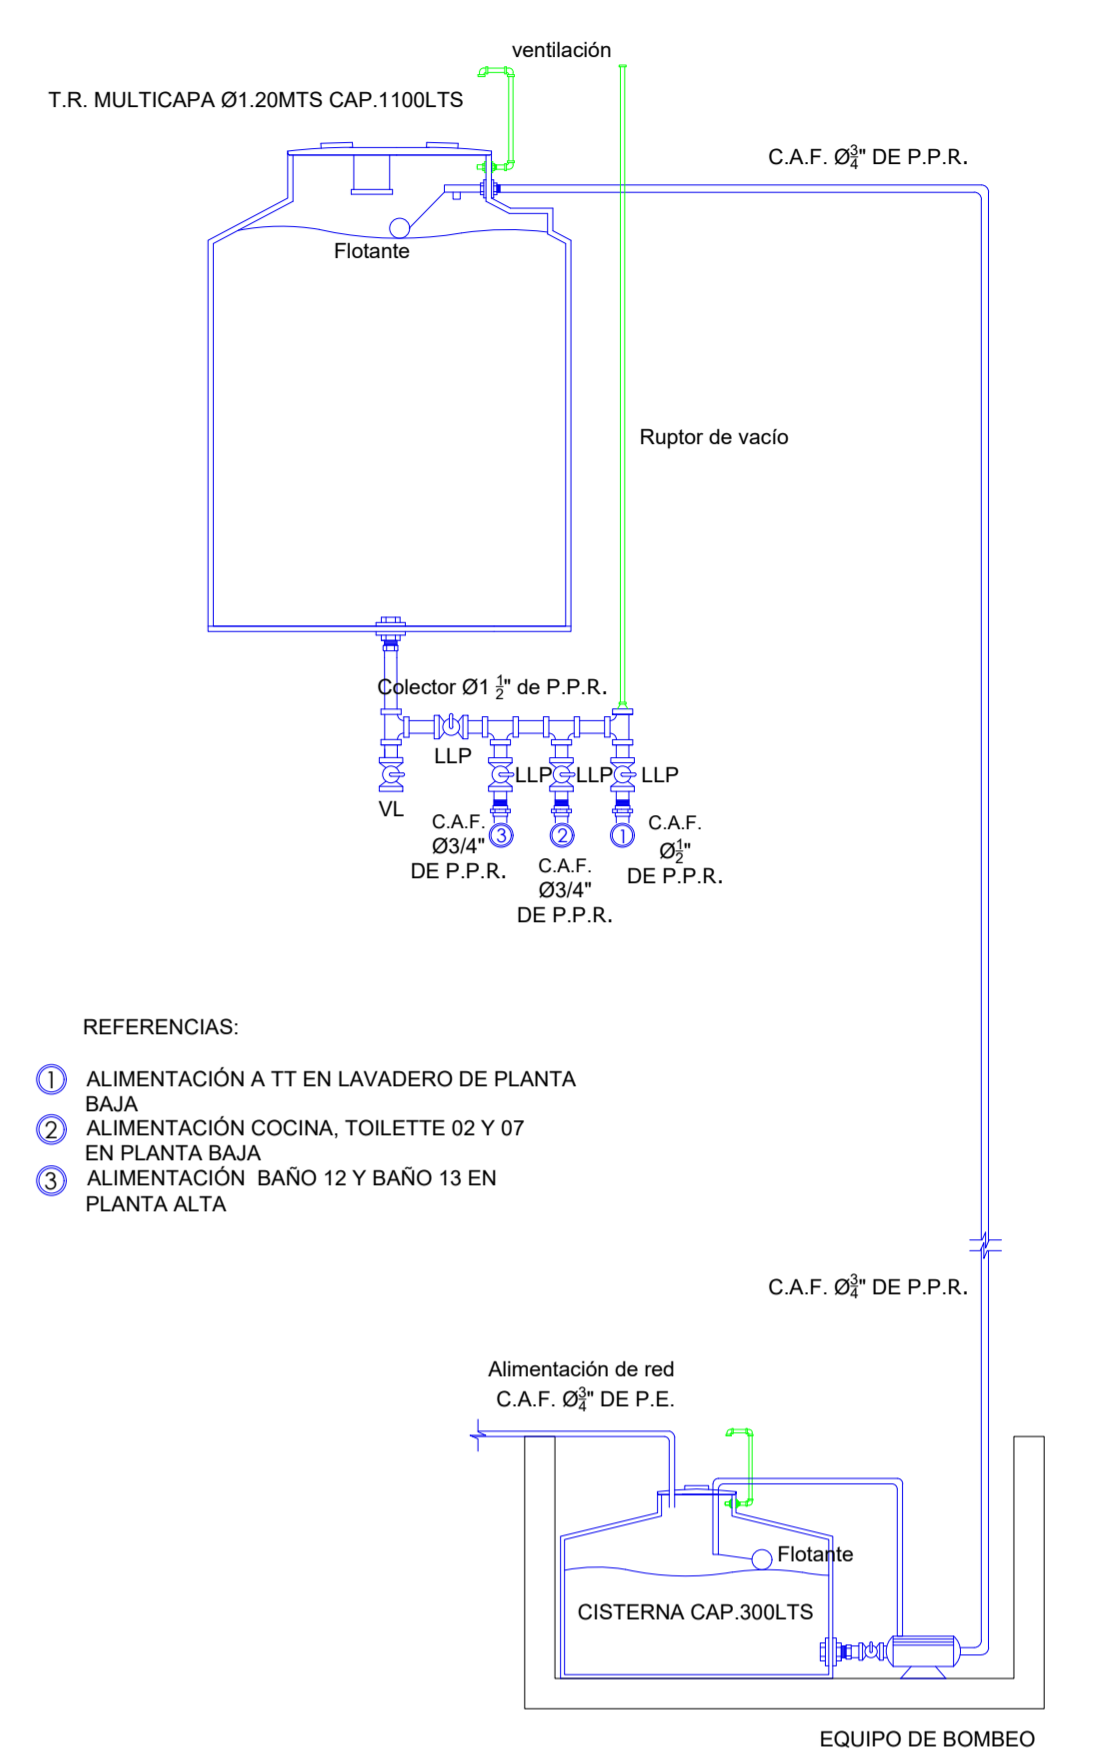 ventilación
T.R. MULTICAPA Ø1.20MTS CAP.1100LTS
C.A.F. Ø3/4" DE P.P.R.
Flotante
Ruptor de vacío
Colector Ø1 1/2" de P.P.R.
LLP
LLP
LLP
LLP
VL
C.A.F.
Ø3/4"
DE P.P.R.
3
2
1
C.A.F.
Ø1/2"
DE P.P.R.
C.A.F.
Ø3/4"
DE P.P.R.
REFERENCIAS:
1 ALIMENTACIÓN A TT EN LAVADERO DE PLANTA
BAJA
2 ALIMENTACIÓN COCINA, TOILETTE 02 Y 07
EN PLANTA BAJA
3 ALIMENTACIÓN BAÑO 12 Y BAÑO 13 EN
PLANTA ALTA
C.A.F. Ø3/4" DE P.P.R.
Alimentación de red
C.A.F. Ø3/4" DE P.E.
Flotante
CISTERNA CAP.300LTS
EQUIPO DE BOMBEO